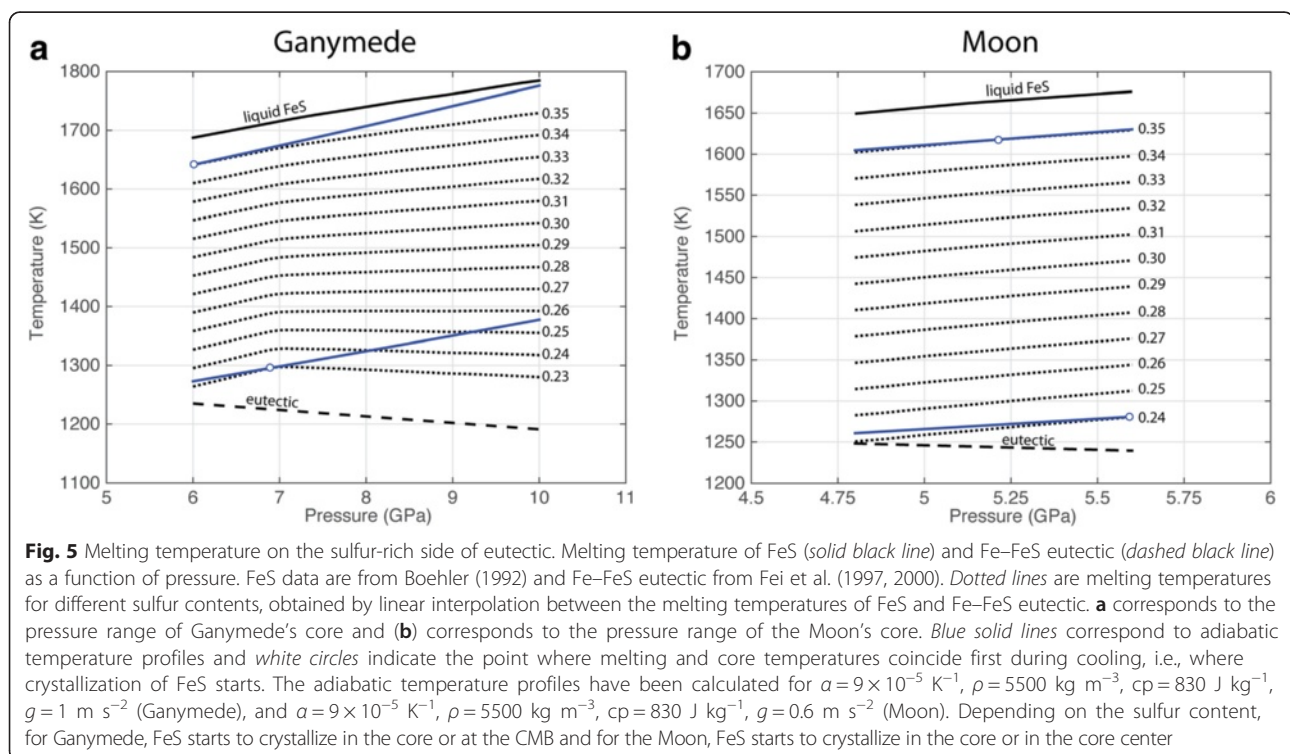 a Ganymede
1800
1700
1600
1500
1400
1300
1200
1100
5 6 7 8 9 10 11
Temperature (K)
Pressure (GPa)
liquid FeS
0.35
0.34
0.33
0.32
0.31
0.30
0.29
0.28
0.27
0.26
0.25
0.24
0.23
eutectic
b Moon
1700
1650
1600
1550
1500
1450
1400
1350
1300
1250
1200
4.5 4.75 5 5.25 5.5 5.75 6
Temperature (K)
Pressure (GPa)
liquid FeS
0.35
0.34
0.33
0.32
0.31
0.30
0.29
0.28
0.27
0.26
0.25
0.24
eutectic
Fig. 5 Melting temperature on the sulfur-rich side of eutectic. Melting temperature of FeS (solid black line) and Fe–FeS eutectic (dashed black line)
as a function of pressure. FeS data are from Boehler (1992) and Fe–FeS eutectic from Fei et al. (1997, 2000). Dotted lines are melting temperatures
for different sulfur contents, obtained by linear interpolation between the melting temperatures of FeS and Fe–FeS eutectic. a corresponds to the
pressure range of Ganymede's core and (b) corresponds to the pressure range of the Moon's core. Blue solid lines correspond to adiabatic
temperature profiles and white circles indicate the point where melting and core temperatures coincide first during cooling, i.e., where
crystallization of FeS starts. The adiabatic temperature profiles have been calculated for α = 9 × 10⁻⁵ K⁻¹, ρ = 5500 kg m⁻³, cp = 830 J kg⁻¹,
g = 1 m s⁻² (Ganymede), and α = 9 × 10⁻⁵ K⁻¹, ρ = 5500 kg m⁻³, cp = 830 J kg⁻¹, g = 0.6 m s⁻² (Moon). Depending on the sulfur content,
for Ganymede, FeS starts to crystallize in the core or at the CMB and for the Moon, FeS starts to crystallize in the core or in the core center